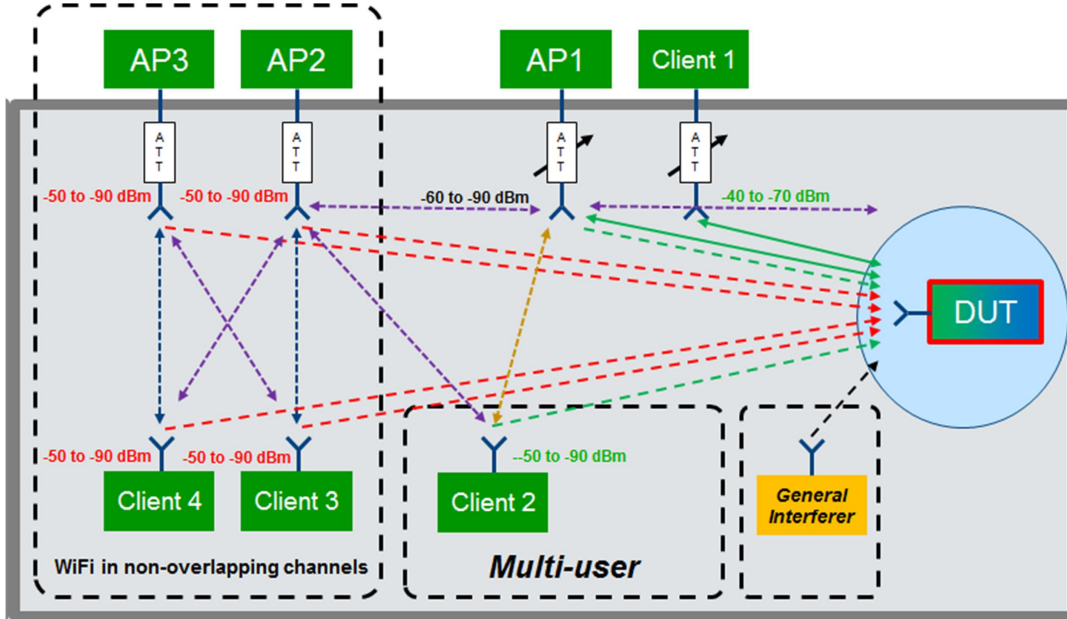 AP3
AP2
AP1
Client 1
A
T
T
A
T
T
A
T
T
A
T
T
-50 to -90 dBm
-50 to -90 dBm
-60 to -90 dBm
-40 to -70 dBm
DUT
-50 to -90 dBm
-50 to -90 dBm
--50 to -90 dBm
Client 4
Client 3
Client 2
General
Interferer
WiFi in non-overlapping channels
Multi-user